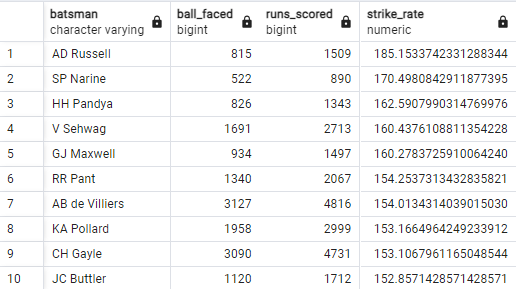 batsman ball_faced runs_scored strike_rate
character varying bigint bigint numeric
1 AD Russell 815 1509 185.1533742331288344
2 SP Narine 522 890 170.4980842911877395
3 HH Pandya 826 1343 162.5907990314769976
4 V Sehwag 1691 2713 160.4376108811354228
5 GJ Maxwell 934 1497 160.2783725910064240
6 RR Pant 1340 2067 154.2537313432835821
7 AB de Villiers 3127 4816 154.0134314039015030
8 KA Pollard 1958 2999 153.1664964249233912
9 CH Gayle 3090 4731 153.1067961165048544
10 JC Buttler 1120 1712 152.8571428571428571